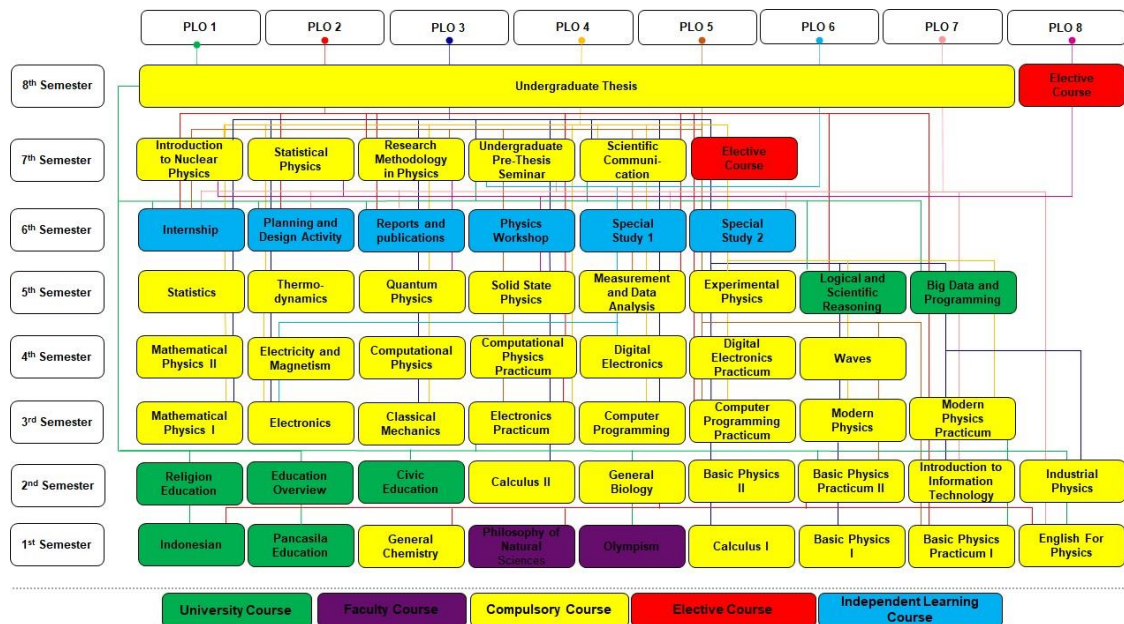 PLO 1
PLO 2
PLO 3
PLO 4
PLO 5
PLO 6
PLO 7
PLO 8
8th Semester
Undergraduate Thesis
Elective
Course
7th Semester
Introduction
to Nuclear
Physics
Statistical
Physics
Research
Methodology
in Physics
Undergraduate
Pre-Thesis
Seminar
Scientific
Communi-
cation
Elective
Course
6th Semester
Internship
Planning and
Design Activity
Reports and
publications
Physics
Workshop
Special
Study 1
Special
Study 2
5th Semester
Statistics
Thermo-
dynamics
Quantum
Physics
Solid State
Physics
Measurement
and Data
Analysis
Experimental
Physics
Logical and
Scientific
Reasoning
Big Data and
Programming
4th Semester
Mathematical
Physics II
Electricity and
Magnetism
Computational
Physics
Computational
Physics
Practicum
Digital
Electronics
Digital
Electronics
Practicum
Waves
3rd Semester
Mathematical
Physics I
Electronics
Classical
Mechanics
Electronics
Practicum
Computer
Programming
Computer
Programming
Practicum
Modern
Physics
Modern
Physics
Practicum
2nd Semester
Religion
Education
Education
Overview
Civic
Education
Calculus II
General
Biology
Basic Physics
II
Basic Physics
Practicum II
Introduction to
Information
Technology
Industrial
Physics
1st Semester
Indonesian
Pancasila
Education
General
Chemistry
Philosophy of
Natural
Sciences
Olympism
Calculus I
Basic Physics
I
Basic Physics
Practicum I
English For
Physics
University Course
Faculty Course
Compulsory Course
Elective Course
Independent Learning
Course